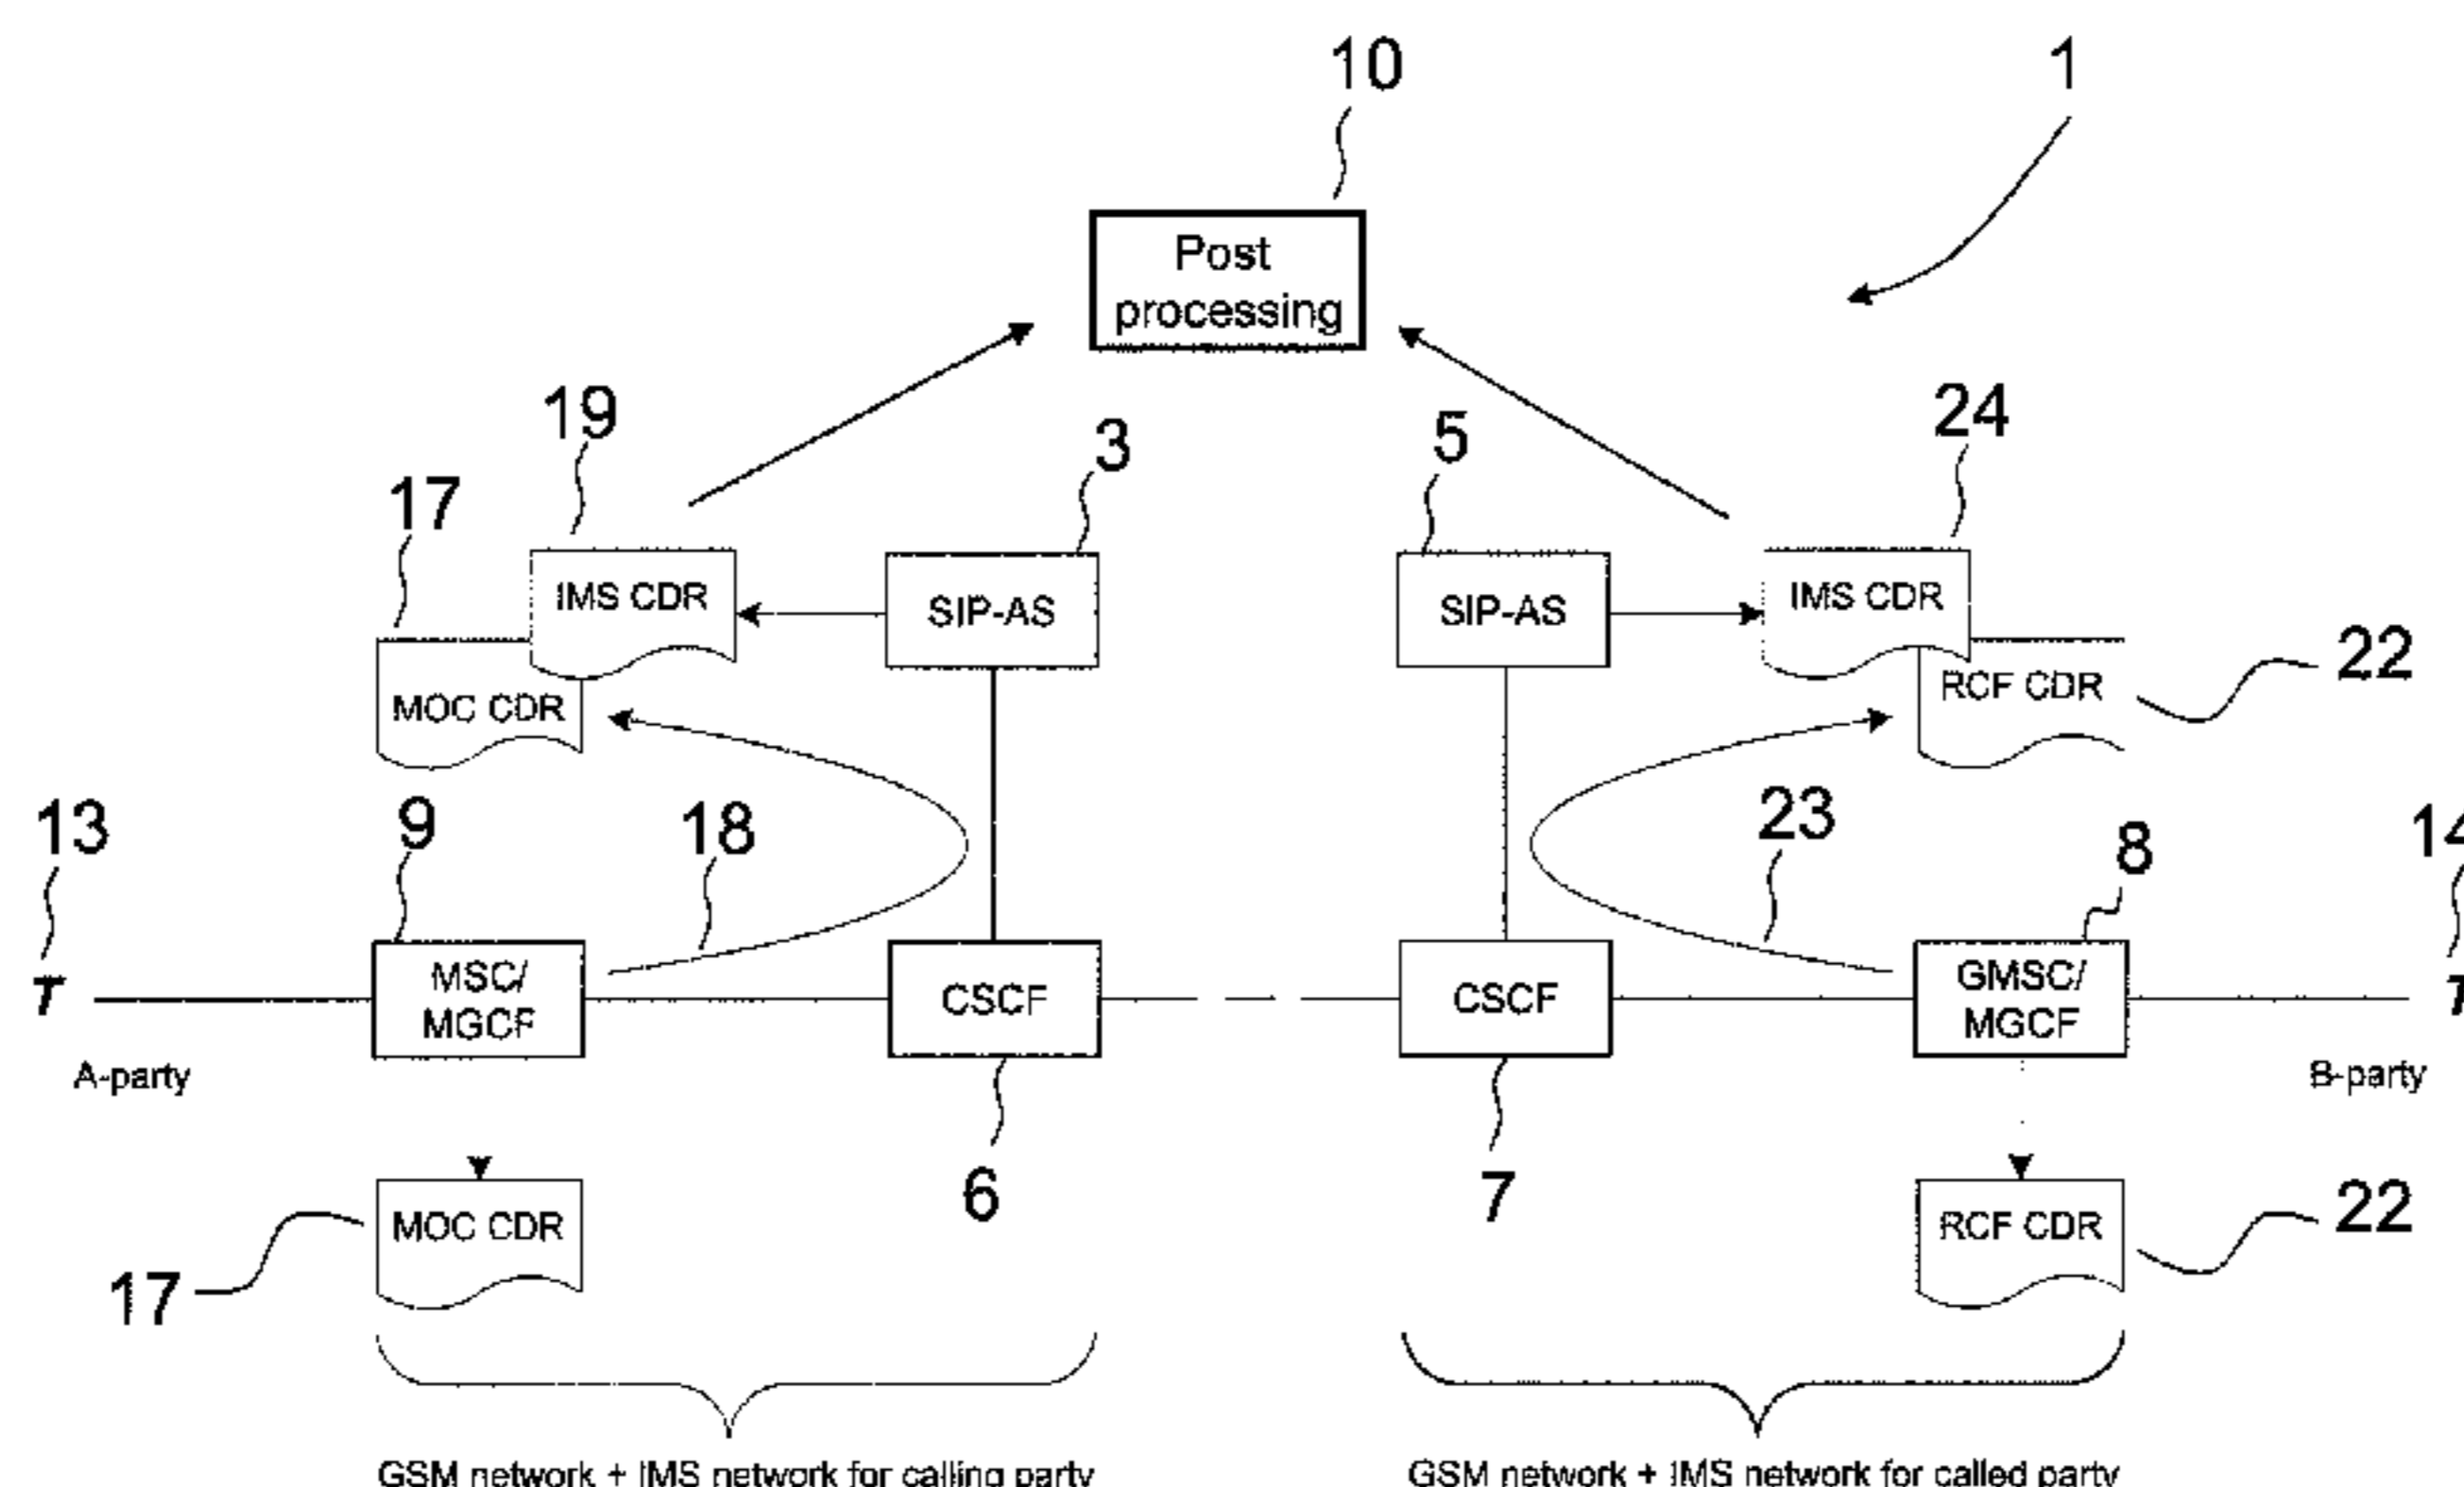 10
1
Post
processing
19
24
3
5
17
IMS CDR
SIP-AS
SIP-AS
IMS CDR
22
MOC CDR
RCF CDR
13
9
18
23
8
14
MSC/
MGCF
CSCF
CSCF
GMSC/
MGCF
A-party
B-party
6
7
22
MOC CDR
RCF CDR
17
GSM network + IMS network for calling party
GSM network + IMS network for called party